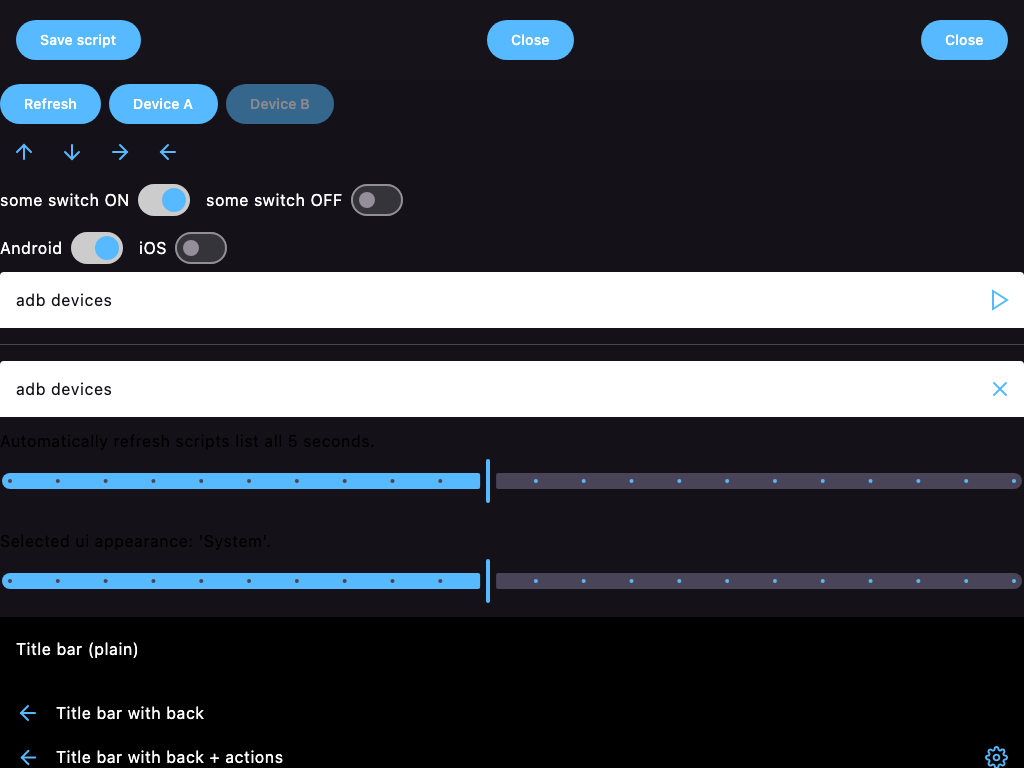 Save script Close Close
Refresh Device A Device B
some switch ON some switch OFF
Android iOS
adb devices
adb devices
Automatically refresh scripts list all 5 seconds.
Selected ui appearance: 'System'.
Title bar (plain)
Title bar with back
Title bar with back + actions